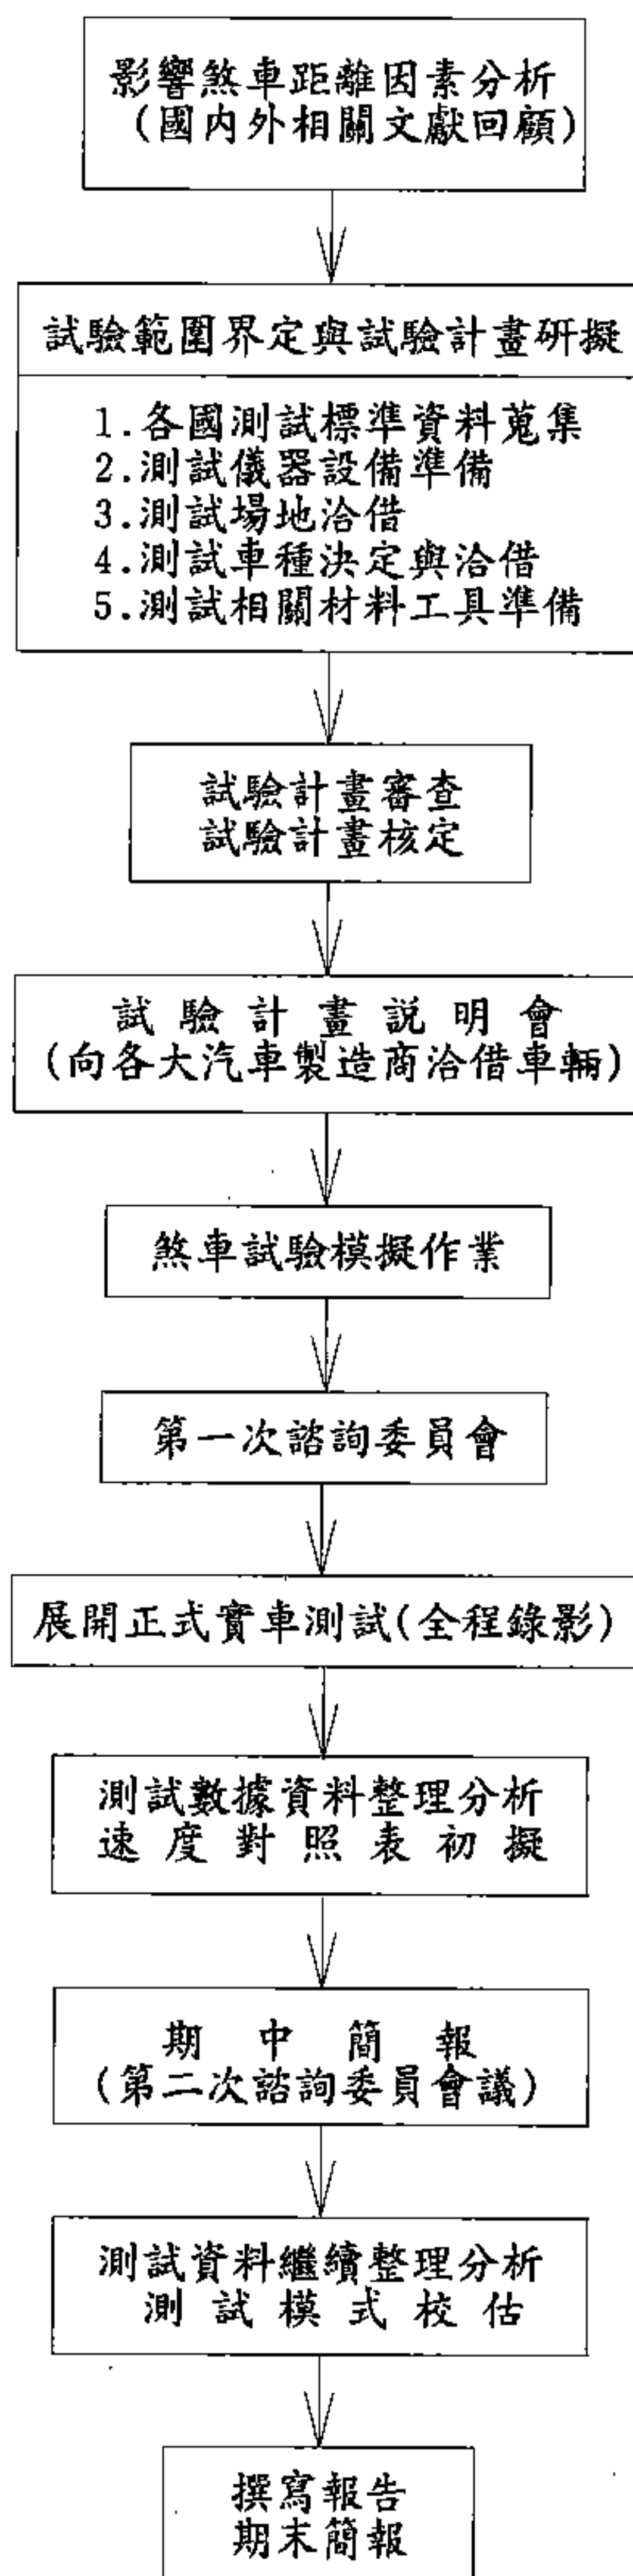 影響煞車距離因素分析
(國內外相關文獻回顧)
試驗範圍界定與試驗計畫研擬
1.各國測試標準資料蒐集
2.測試儀器設備準備
3.測試場地洽借
4.測試車種決定與洽借
5.測試相關材料工具準備
試驗計畫審查
試驗計畫核定
試驗計畫說明會
(向各大汽車製造商洽借車輛)
煞車試驗模擬作業
第一次諮詢委員會
展開正式實車測試(全程錄影)
測試數據資料整理分析
速度對照表初擬
期中簡報
(第二次諮詢委員會議)
測試資料繼續整理分析
測試模式校估
撰寫報告
期末簡報